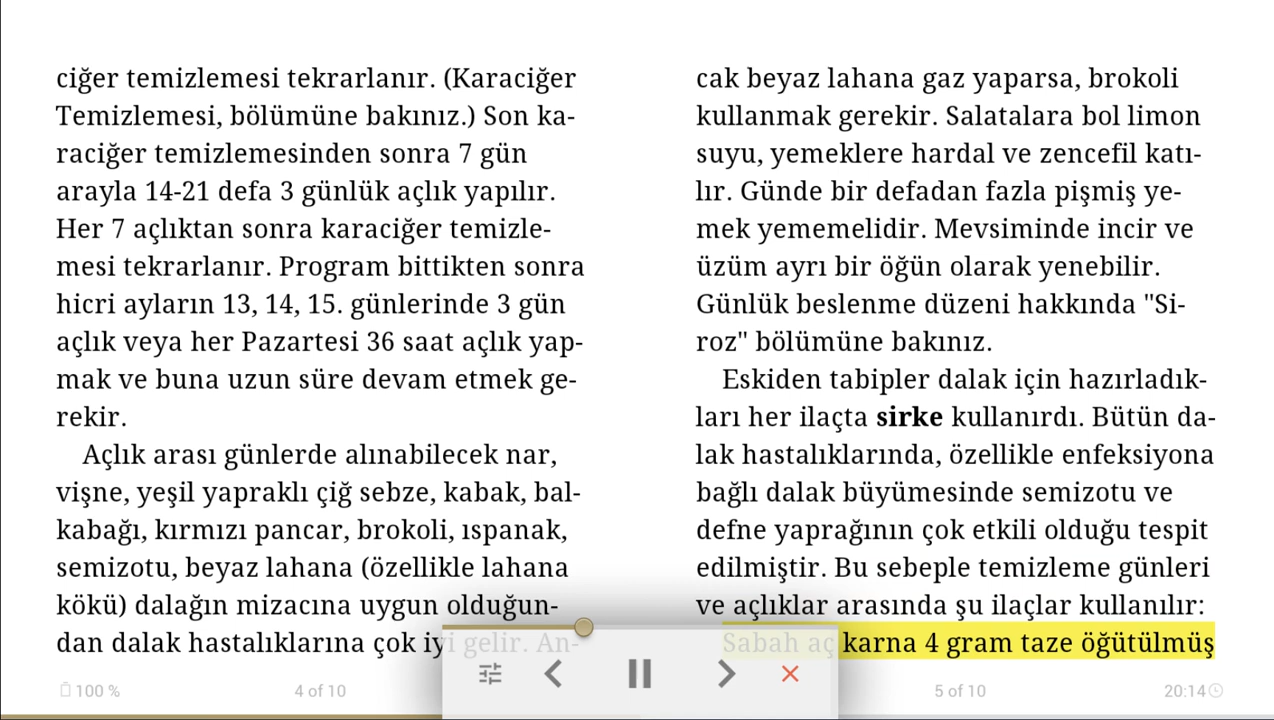 ciğer temizlemesi tekrarlanır. (Karaciğer
Temizlemesi, bölümüne bakınız.) Son ka-
raciğer temizlemesinden sonra 7 gün
arayla 14-21 defa 3 günlük açlık yapılır.
Her 7 açlıktan sonra karaciğer temizle-
mesi tekrarlanır. Program bittikten sonra
hicri ayların 13, 14, 15. günlerinde 3 gün
açlık veya her Pazartesi 36 saat açlık yap-
mak ve buna uzun süre devam etmek ge-
rekir.
Açlık arası günlerde alınabilecek nar,
vişne, yeşil yapraklı çiğ sebze, kabak, bal-
kabağı, kırmızı pancar, brokoli, ıspanak,
semizotu, beyaz lahana (özellikle lahana
kökü) dalağın mizacına uygun olduğun-
dan dalak hastalıklarına çok iyi gelir. An-
cak beyaz lahana gaz yaparsa, brokoli
kullanmak gerekir. Salatalara bol limon
suyu, yemeklere hardal ve zencefil katı-
lır. Günde bir defadan fazla pişmiş ye-
mek yememelidir. Mevsiminde incir ve
üzüm ayrı bir öğün olarak yenebilir.
Günlük beslenme düzeni hakkında "Si-
roz" bölümüne bakınız.
Eskiden tabipler dalak için hazırladık-
ları her ilaçta sirke kullanırdı. Bütün da-
lak hastalıklarında, özellikle enfeksiyona
bağlı dalak büyümesinde semizotu ve
defne yaprağının çok etkili olduğu tespit
edilmiştir. Bu sebeple temizleme günleri
ve açlıklar arasında şu ilaçlar kullanılır:
Sabah aç karna 4 gram taze öğütülmüş
100 %
4 of 10
5 of 10
20:14